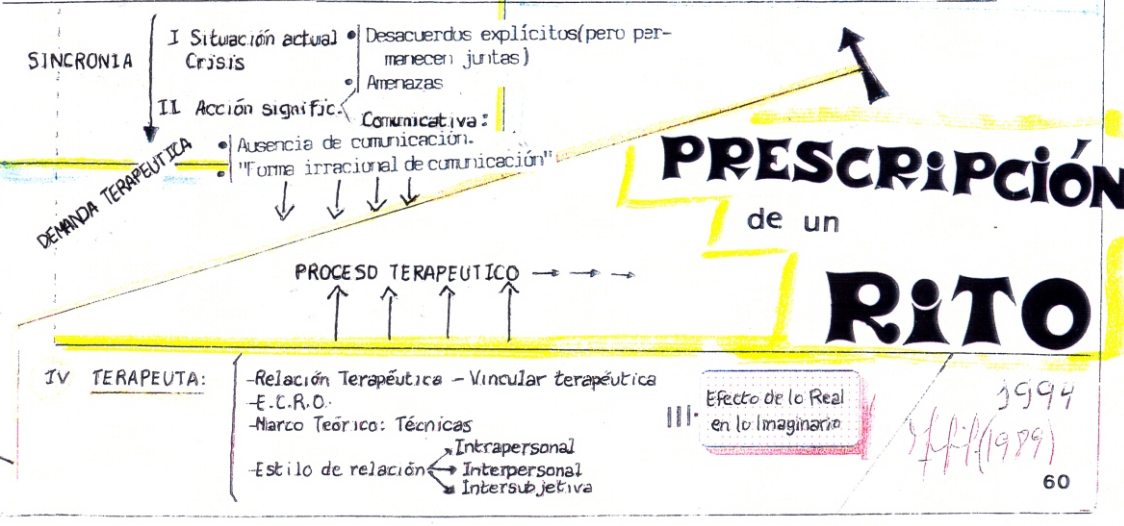 SINCRONIA
I Situación actual
Crisis
• Desacuerdos explícitos(pero per-
manecen juntas)
• Amenazas
II Acción signific.
Comunicativa:
• Ausencia de comunicación.
• "Forma irracional de comunicación"
DEMANDA TERAPEUTICA
PRESCRIPCIÓN
de un
RITO
PROCESO TERAPEUTICO
IV TERAPEUTA:
-Relación Terapéutica - Vincular terapéutica
-E.C.R.O.
-Marco Teórico: Técnicas
-Estilo de relación
Intrapersonal
Interpersonal
Intersubjetiva
III.
Efecto de lo Real
en lo Imaginario
1994
(1989)
60